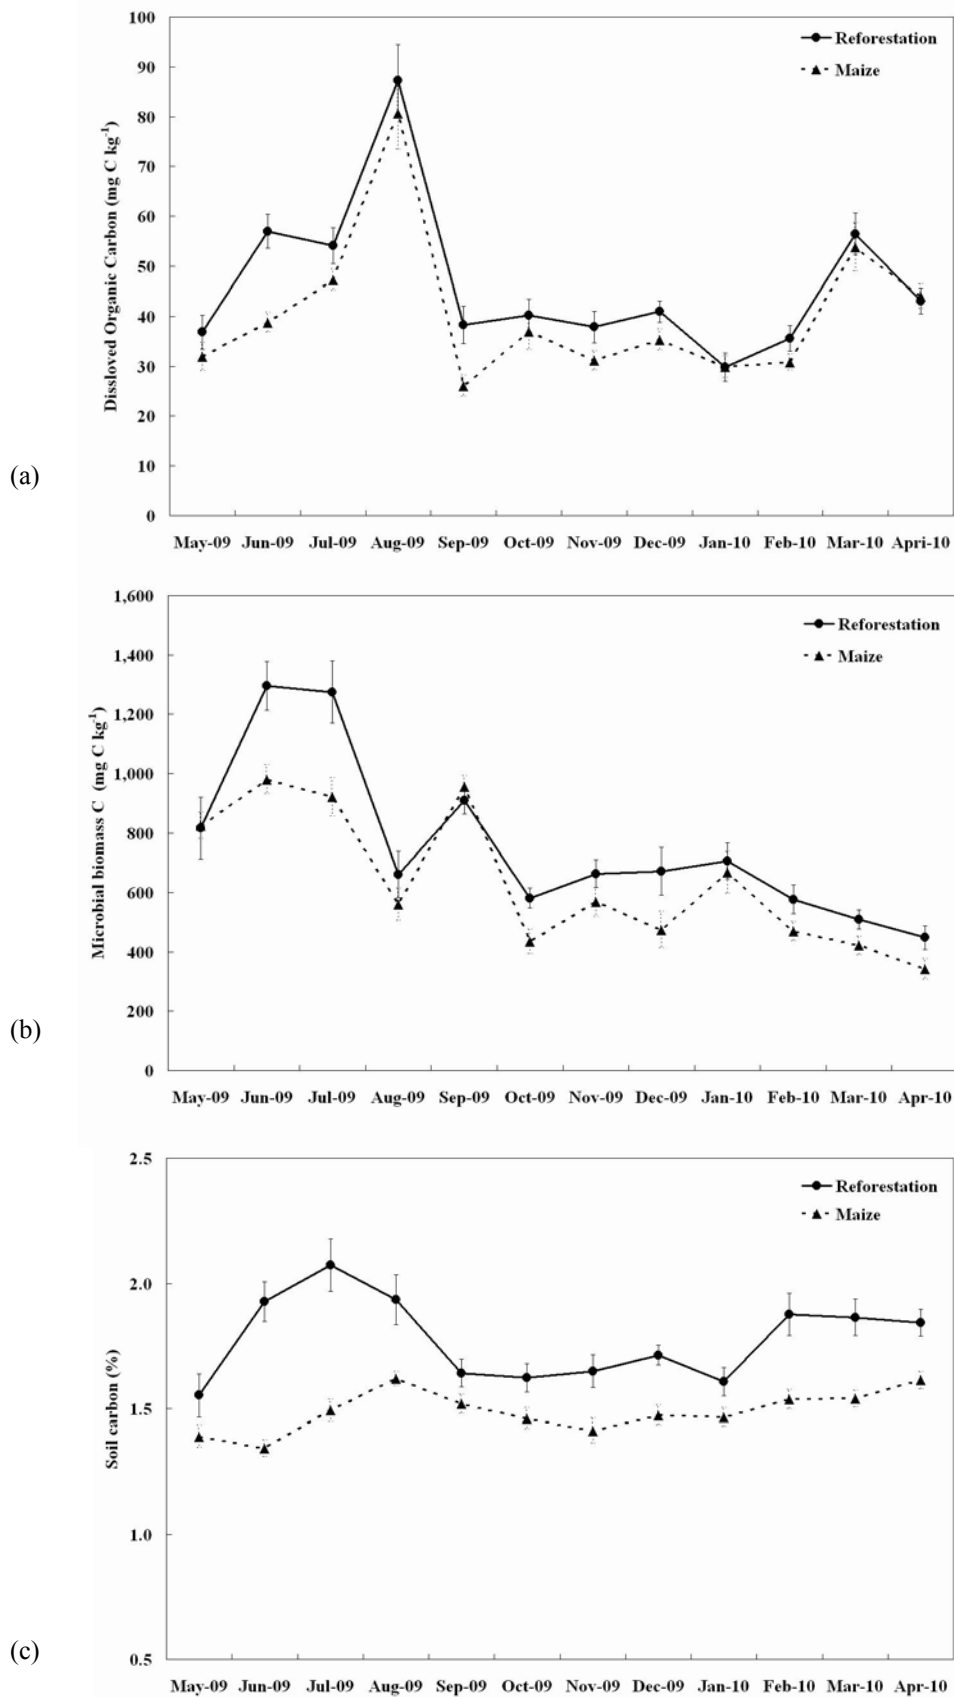 100
90
80
70
60
50
40
30
20
10
0
Dissloved Organic Carbon (mg C kg-1)
Reforestation
Maize
(a)
May-09 Jun-09 Jul-09 Aug-09 Sep-09 Oct-09 Nov-09 Dec-09 Jan-10 Feb-10 Mar-10 Apri-10
1,600
1,400
1,200
1,000
800
600
400
200
0
Microbial biomass C (mg C kg-1)
Reforestation
Maize
(b)
May-09 Jun-09 Jul-09 Aug-09 Sep-09 Oct-09 Nov-09 Dec-09 Jan-10 Feb-10 Mar-10 Apr-10
2.5
2.0
1.5
1.0
0.5
Soil carbon (%)
Reforestation
Maize
(c)
May-09 Jun-09 Jul-09 Aug-09 Sep-09 Oct-09 Nov-09 Dec-09 Jan-10 Feb-10 Mar-10 Apr-10